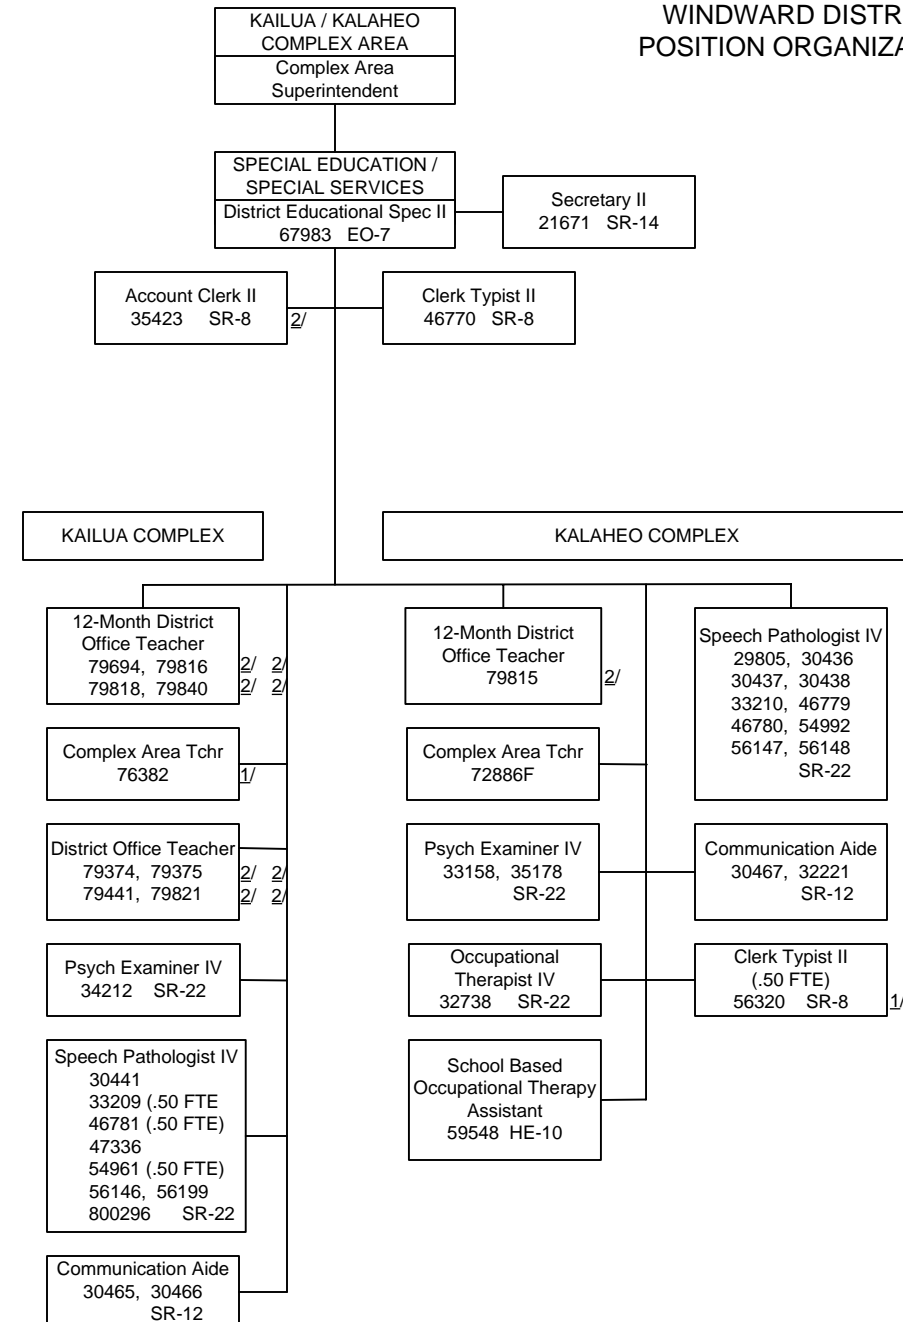 WINDWARD DISTR
POSITION ORGANIZA
KAILUA / KALAHEO
COMPLEX AREA
Complex Area
Superintendent
SPECIAL EDUCATION /
SPECIAL SERVICES
District Educational Spec II
67983 EO-7
Secretary II
21671 SR-14
Account Clerk II
35423 SR-8
2/
Clerk Typist II
46770 SR-8
KAILUA COMPLEX
KALAHEO COMPLEX
12-Month District
Office Teacher
79694, 79816
79818, 79840
2/ 2/
2/ 2/
Complex Area Tchr
76382
1/
District Office Teacher
79374, 79375
79441, 79821
2/ 2/
2/ 2/
Psych Examiner IV
34212 SR-22
Speech Pathologist IV
30441
33209 (.50 FTE
46781 (.50 FTE)
47336
54961 (.50 FTE)
56146, 56199
800296 SR-22
Communication Aide
30465, 30466
SR-12
12-Month District
Office Teacher
79815
2/
Complex Area Tchr
72886F
Psych Examiner IV
33158, 35178
SR-22
Occupational
Therapist IV
32738 SR-22
School Based
Occupational Therapy
Assistant
59548 HE-10
Speech Pathologist IV
29805, 30436
30437, 30438
33210, 46779
46780, 54992
56147, 56148
SR-22
Communication Aide
30467, 32221
SR-12
Clerk Typist II
(.50 FTE)
56320 SR-8
1/